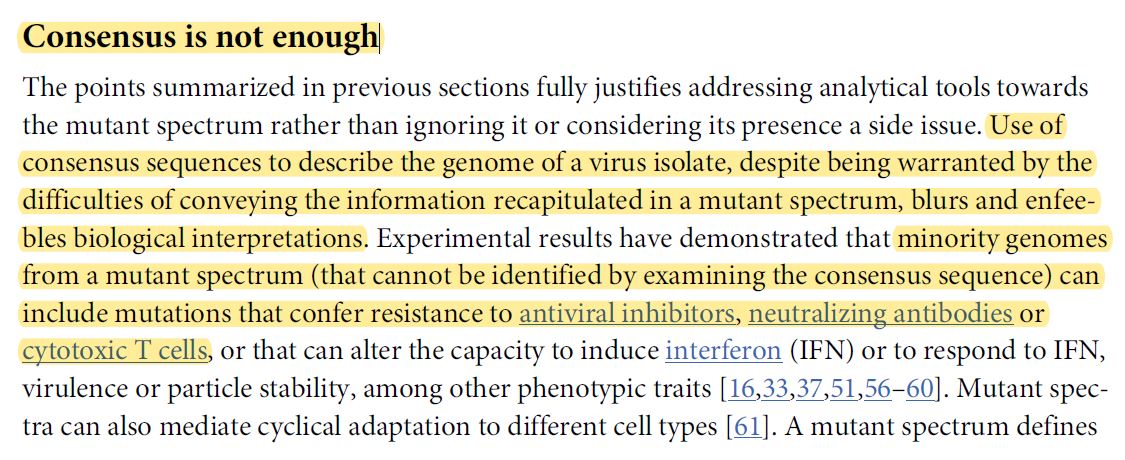 Consensus is not enough
The points summarized in previous sections fully justifies addressing analytical tools towards
the mutant spectrum rather than ignoring it or considering its presence a side issue. Use of
consensus sequences to describe the genome of a virus isolate, despite being warranted by the
difficulties of conveying the information recapitulated in a mutant spectrum, blurs and enfee-
bles biological interpretations. Experimental results have demonstrated that minority genomes
from a mutant spectrum (that cannot be identified by examining the consensus sequence) can
include mutations that confer resistance to antiviral inhibitors, neutralizing antibodies or
cytotoxic T cells, or that can alter the capacity to induce interferon (IFN) or to respond to IFN,
virulence or particle stability, among other phenotypic traits [16,33,37,51,56–60]. Mutant spec-
tra can also mediate cyclical adaptation to different cell types [61]. A mutant spectrum defines